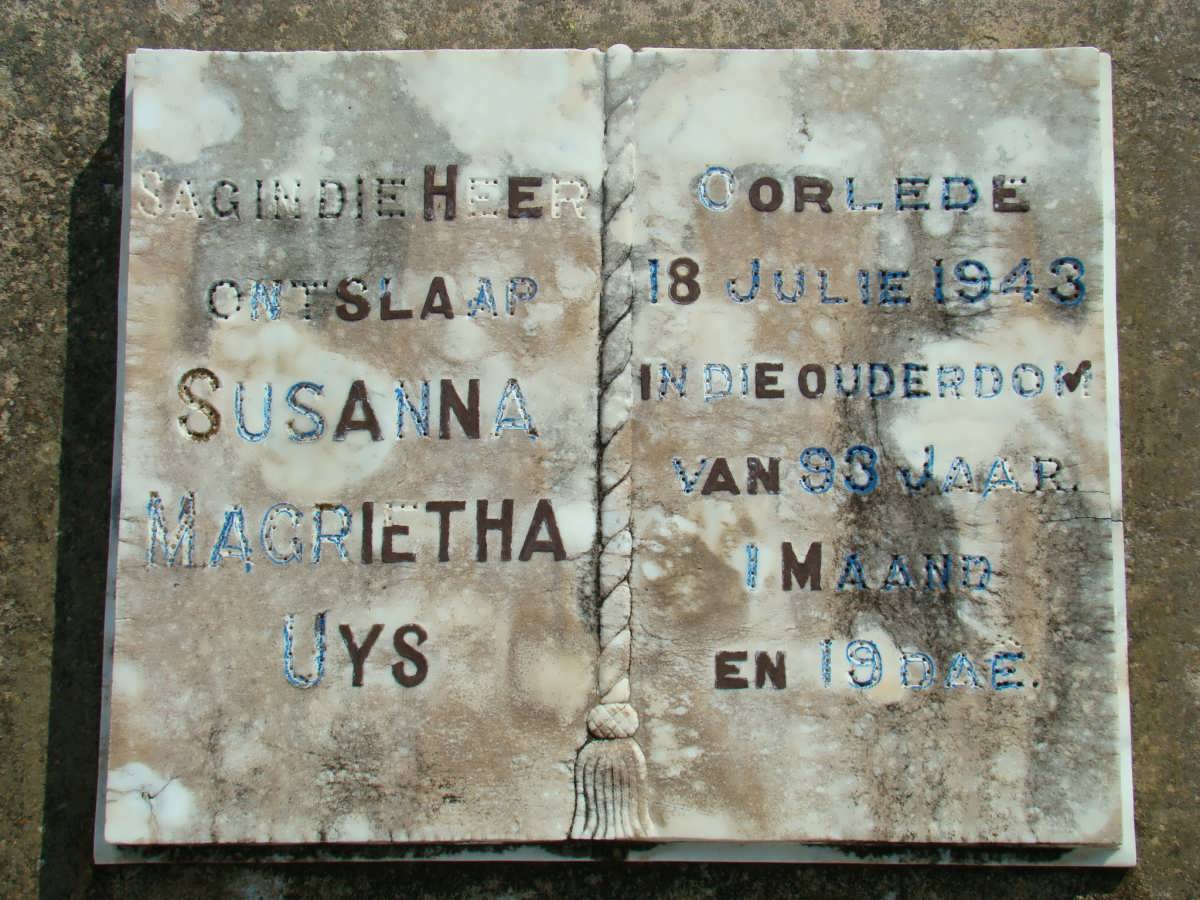 SAG IN DIE HEER
ONTSLAAP
SUSANNA
MAGRIETHA
UYS
OORLEDE
18 JULIE 1943
IN DIE OUDERDOM
VAN 93 JAAR,
1 MAAND
EN 19 DAE.